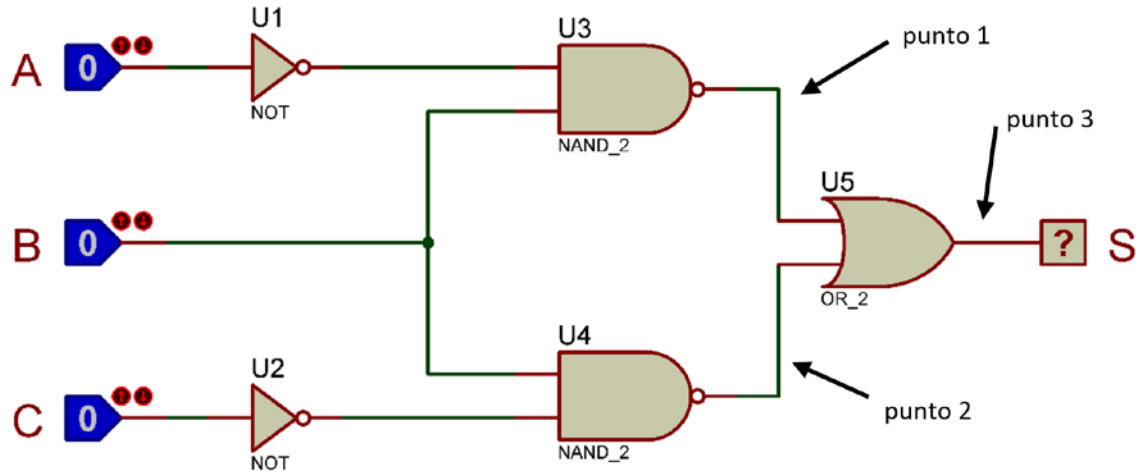 U1
U3
punto 1
A
0
NOT
NAND_2
punto 3
U5
B
0
?
S
OR_2
U2
U4
C
0
punto 2
NOT
NAND_2